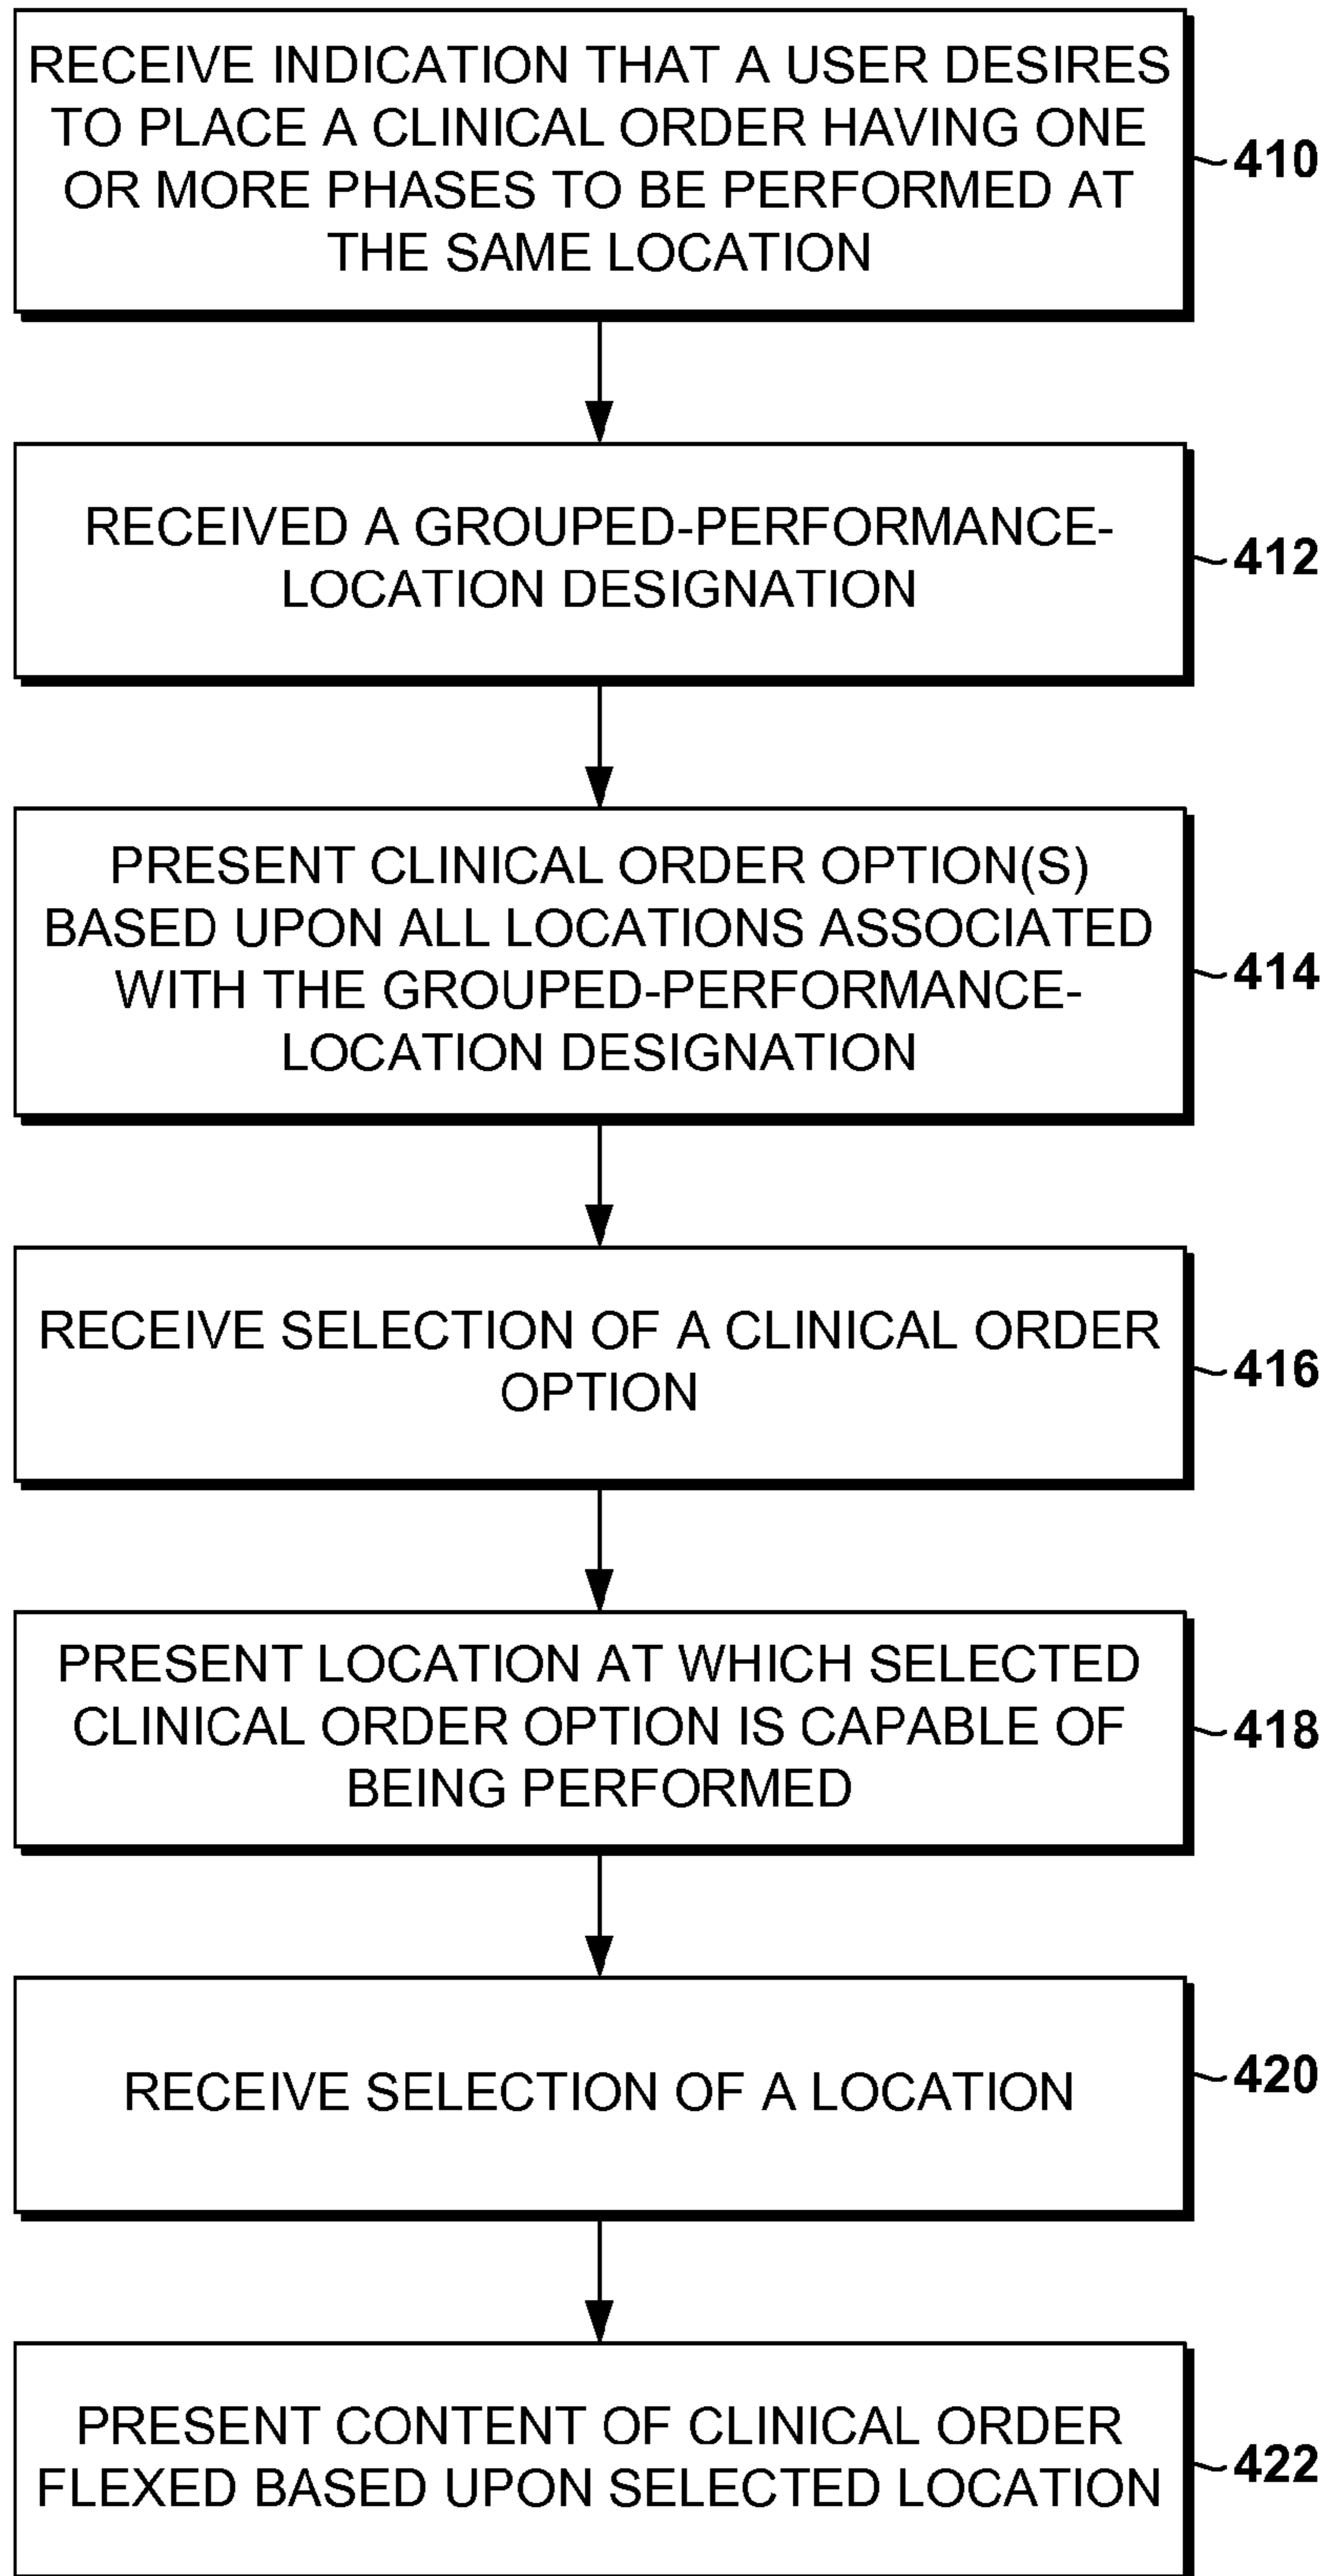 RECEIVE INDICATION THAT A USER DESIRES
TO PLACE A CLINICAL ORDER HAVING ONE
OR MORE PHASES TO BE PERFORMED AT
THE SAME LOCATION
410
RECEIVED A GROUPED-PERFORMANCE-
LOCATION DESIGNATION
412
PRESENT CLINICAL ORDER OPTION(S)
BASED UPON ALL LOCATIONS ASSOCIATED
WITH THE GROUPED-PERFORMANCE-
LOCATION DESIGNATION
414
RECEIVE SELECTION OF A CLINICAL ORDER
OPTION
416
PRESENT LOCATION AT WHICH SELECTED
CLINICAL ORDER OPTION IS CAPABLE OF
BEING PERFORMED
418
RECEIVE SELECTION OF A LOCATION
420
PRESENT CONTENT OF CLINICAL ORDER
FLEXED BASED UPON SELECTED LOCATION
422